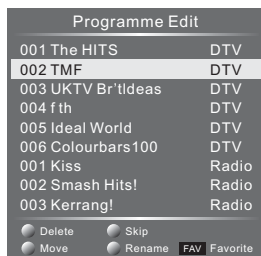 Programme Edit
001 The HITS DTV
002 TMF DTV
003 UKTV Br'tIdeas DTV
004 f th DTV
005 Ideal World DTV
006 Colourbars100 DTV
001 Kiss Radio
002 Smash Hits! Radio
003 Kerrang! Radio
Delete Skip
Move Rename FAV Favorite